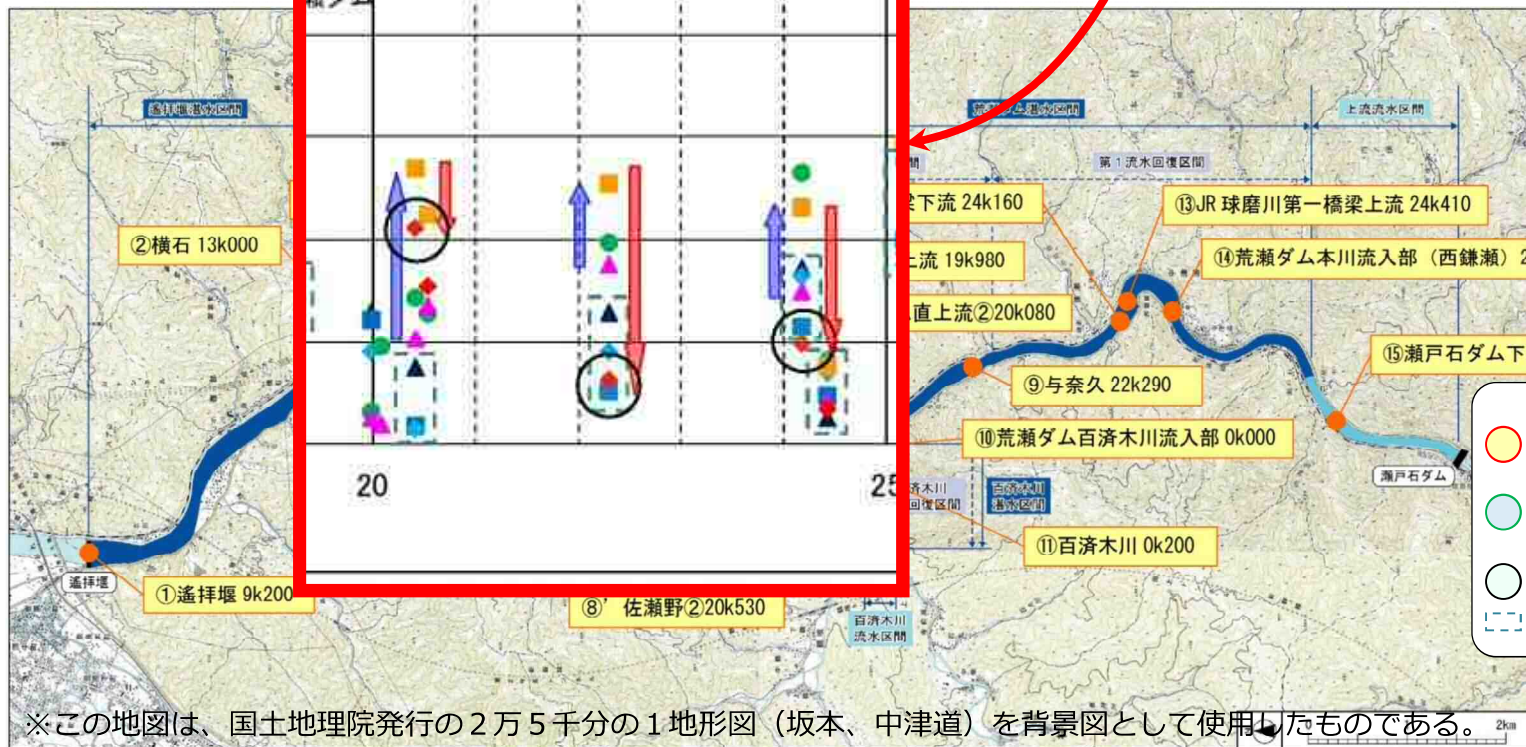 積ダム
遙拝堰湛水区間
上流流水区間
第1流水回復区間
下流 24k160
⑬JR 球磨川第一橋梁上流 24k410
②横石 13k000
上流 19k980
⑭荒瀬ダム本川流入部（西鎌瀬）2
直上流②20k080
⑮瀬戸石ダム下
⑨与奈久 22k290
⑩荒瀬ダム百済木川流入部 0k000
20
25
瀬戸石ダム
済木川
回復区間
百済木川
湛水区間
⑪百済木川 0k200
遙拝堰
①遙拝堰 9k200
⑧’佐瀬野②20k530
百済木川
流水区間
※この地図は、国土地理院発行の２万５千分の１地形図（坂本、中津道）を背景図として使用したものである。
0
2km